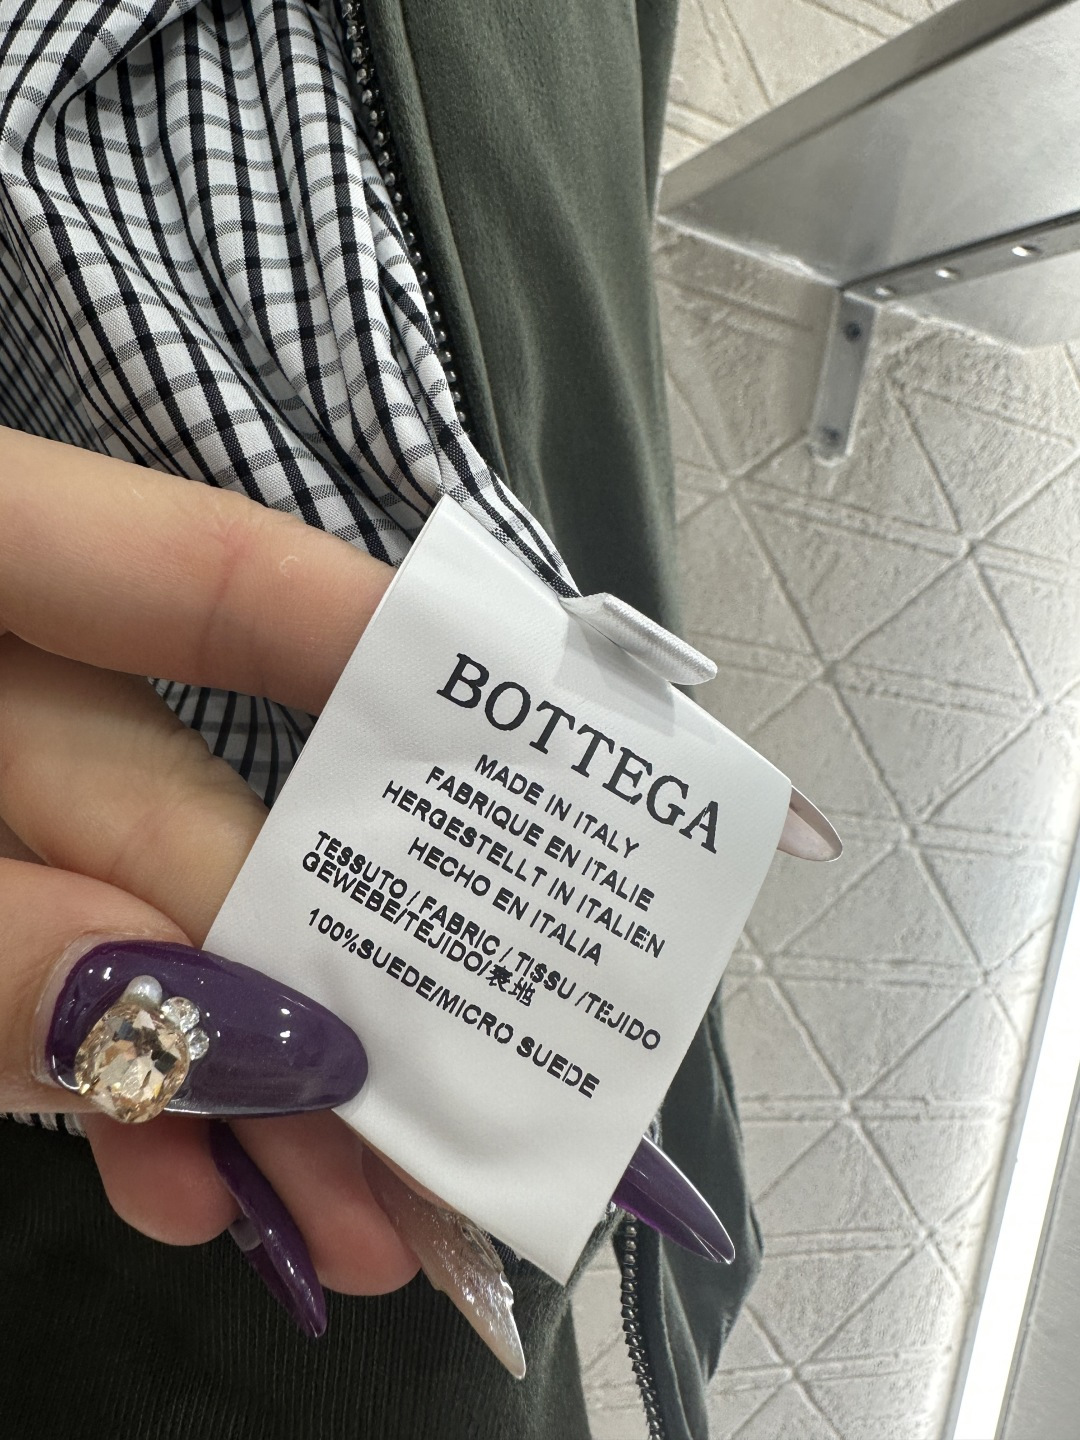 BOTTEGA
MADE IN ITALY
FABRIQUE EN ITALIE
HERGESTELLT IN ITALIEN
HECHO EN ITALIA
TESSUTO / FABRIC / TISSU /TEJIDO
GEWEBE/TEJIDO/表地
100%SUEDE/MICRO SUEDE